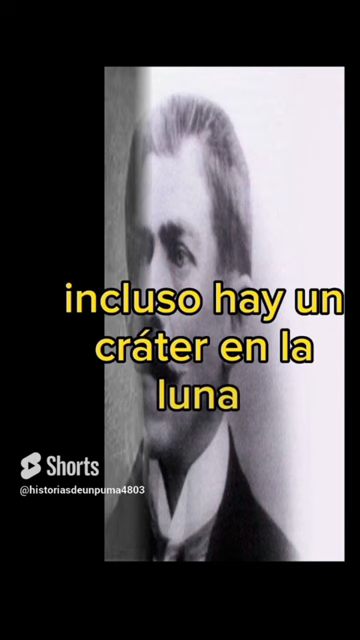 incluso hay un
cráter en la
luna
Shorts
@historiasdeunpuma4803